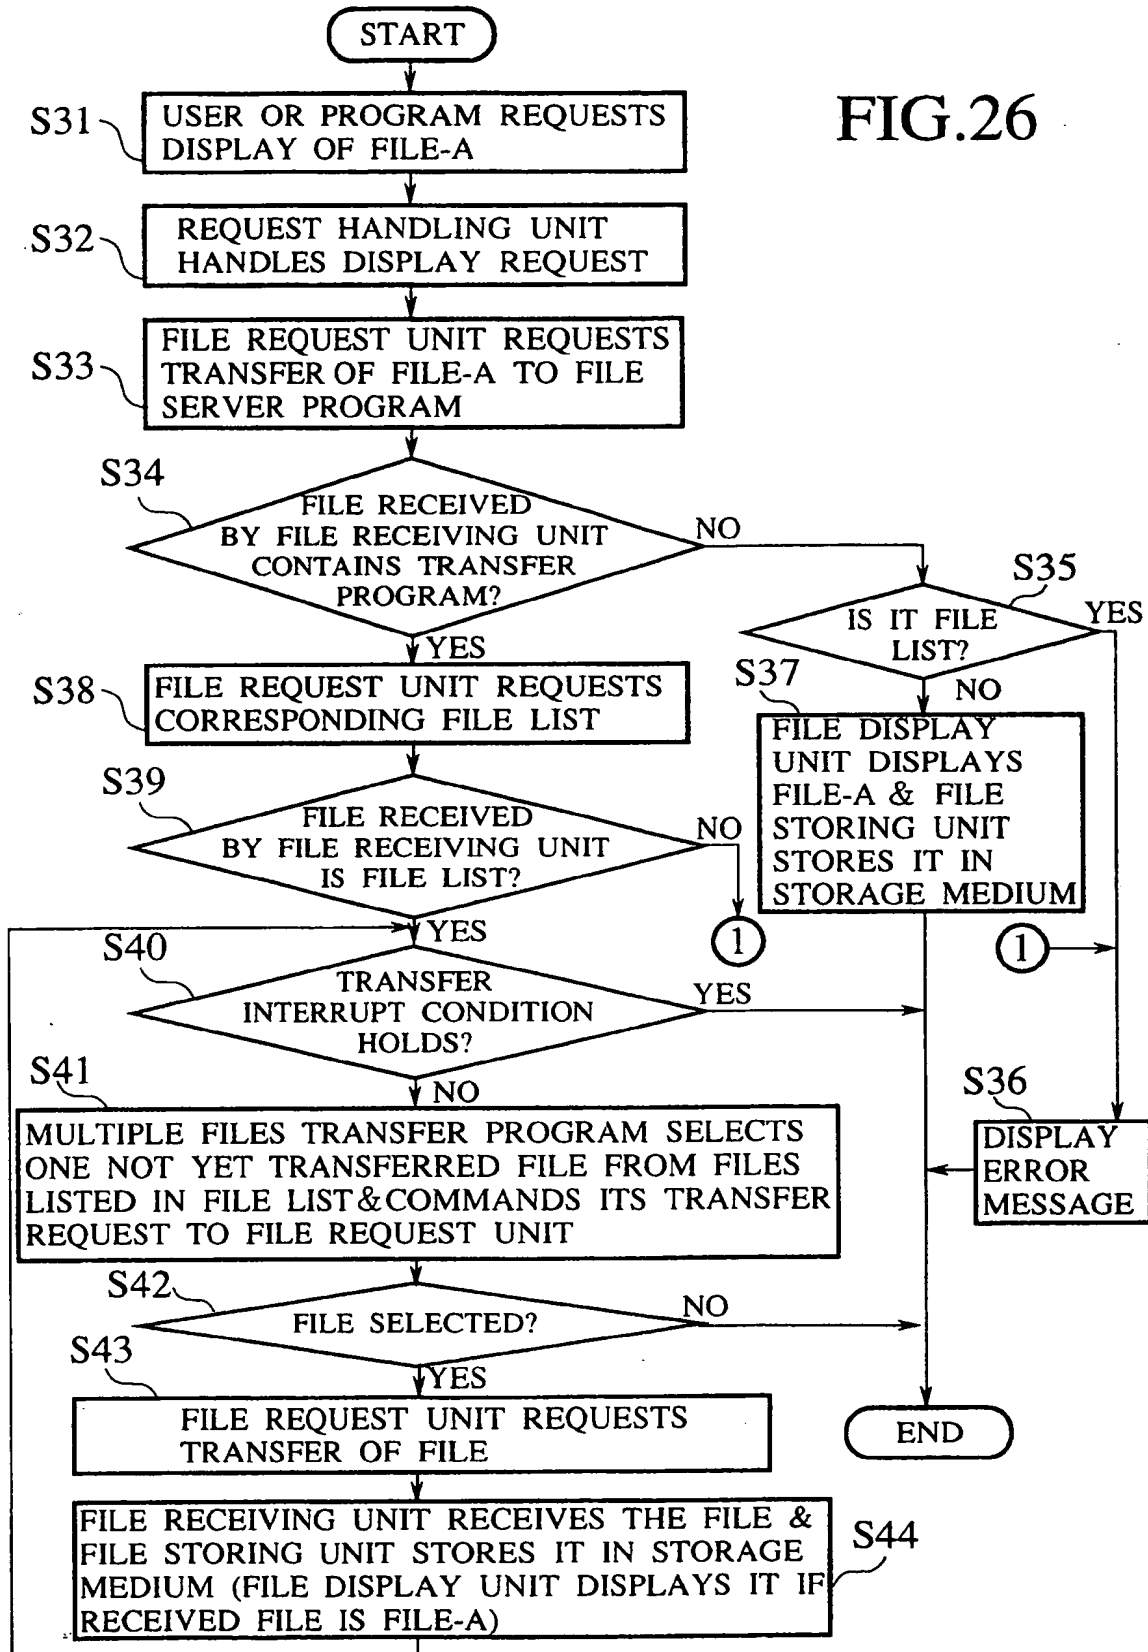 START
FIG.26
S31
USER OR PROGRAM REQUESTS
DISPLAY OF FILE-A
S32
REQUEST HANDLING UNIT
HANDLES DISPLAY REQUEST
S33
FILE REQUEST UNIT REQUESTS
TRANSFER OF FILE-A TO FILE
SERVER PROGRAM
S34
FILE RECEIVED
BY FILE RECEIVING UNIT
CONTAINS TRANSFER
PROGRAM?
NO
YES
S35
IS IT FILE
LIST?
YES
NO
S37
FILE DISPLAY
UNIT DISPLAYS
FILE-A & FILE
STORING UNIT
STORES IT IN
STORAGE MEDIUM
S38
FILE REQUEST UNIT REQUESTS
CORRESPONDING FILE LIST
S39
FILE RECEIVED
BY FILE RECEIVING UNIT
IS FILE LIST?
NO
1
YES
1
S40
TRANSFER
INTERRUPT CONDITION
HOLDS?
YES
NO
S36
DISPLAY
ERROR
MESSAGE
S41
MULTIPLE FILES TRANSFER PROGRAM SELECTS
ONE NOT YET TRANSFERRED FILE FROM FILES
LISTED IN FILE LIST&COMMANDS ITS TRANSFER
REQUEST TO FILE REQUEST UNIT
S42
FILE SELECTED?
NO
YES
S43
FILE REQUEST UNIT REQUESTS
TRANSFER OF FILE
END
S44
FILE RECEIVING UNIT RECEIVES THE FILE &
FILE STORING UNIT STORES IT IN STORAGE
MEDIUM (FILE DISPLAY UNIT DISPLAYS IT IF
RECEIVED FILE IS FILE-A)